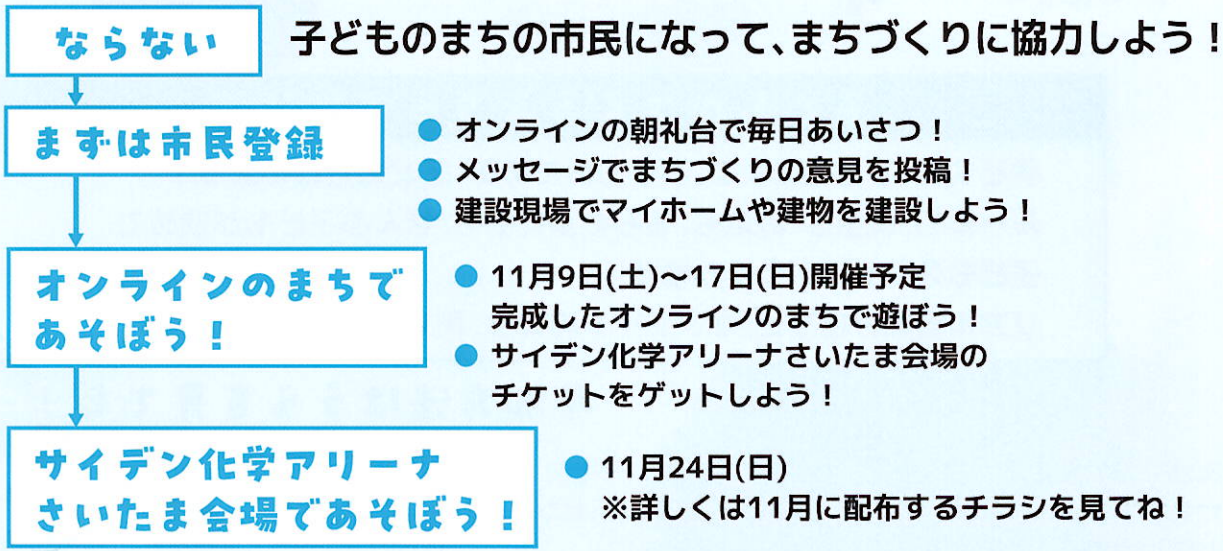 ならない
子どものまちの市民になって、まちづくりに協力しよう！
まずは市民登録
● オンラインの朝礼台で毎日あいさつ！
● メッセージでまちづくりの意見を投稿！
● 建設現場でマイホームや建物を建設しよう！
オンラインのまちで
あそぼう！
● 11月9日(土)～17日(日)開催予定
完成したオンラインのまちで遊ぼう！
● サイデン化学アリーナさいたま会場の
チケットをゲットしよう！
サイデン化学アリーナ
さいたま会場であそぼう！
● 11月24日(日)
※詳しくは11月に配布するチラシを見てね！